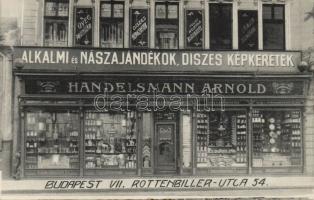 ALKALMI és NÁSZAJÁNDÉKOK, DISZES KÉPKERETEK
HANDELSMANN ARNOLD
BUDAPEST VII. ROTTENBILLER-UTCA 54.